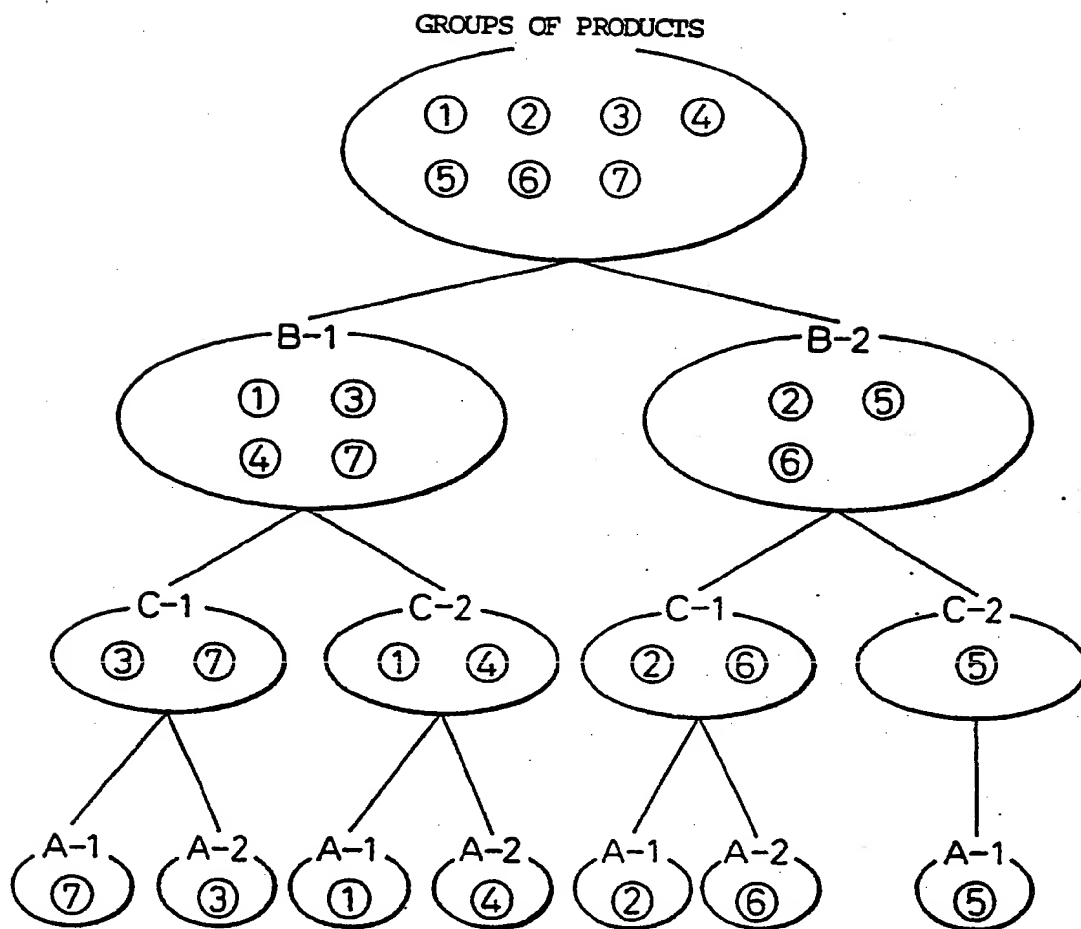 GROUPS OF PRODUCTS
① ② ③ ④
⑤ ⑥ ⑦
B-1 B-2
① ③ ② ⑤
④ ⑦ ⑥
C-1 C-2 C-1 C-2
③ ⑦ ① ④ ② ⑥ ⑤
A-1 A-2 A-1 A-2 A-1 A-2 A-1
⑦ ③ ① ④ ② ⑥ ⑤